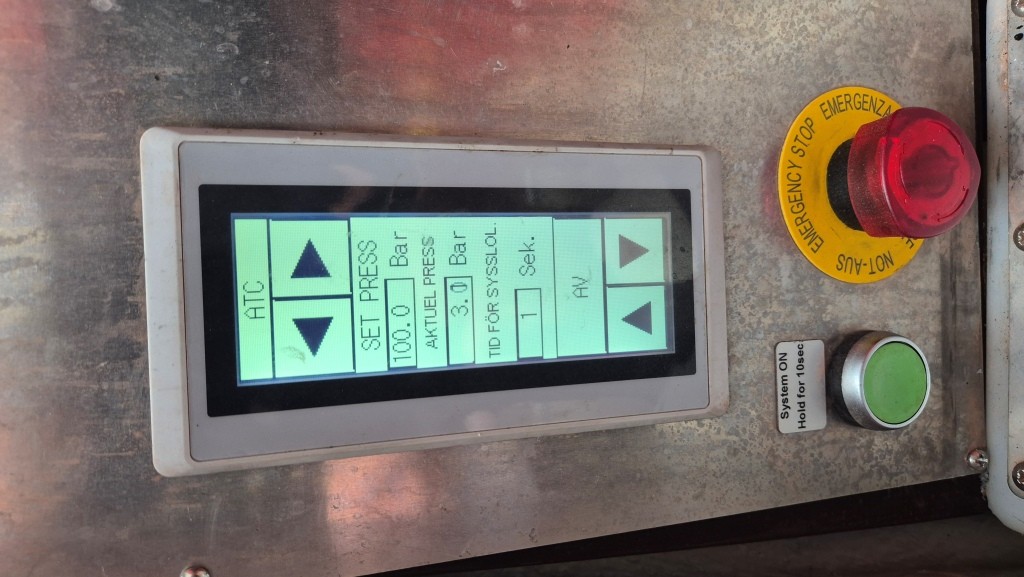 ATC
SET PRESS
100.0 Bar
AKTUEL PRESS
3.0 Bar
TID FÖR SYSSLOL.
1 Sek.
AV
EMERGENCY STOP
EMERGENZA
NOT-AUS
System ON
Hold for 10sec